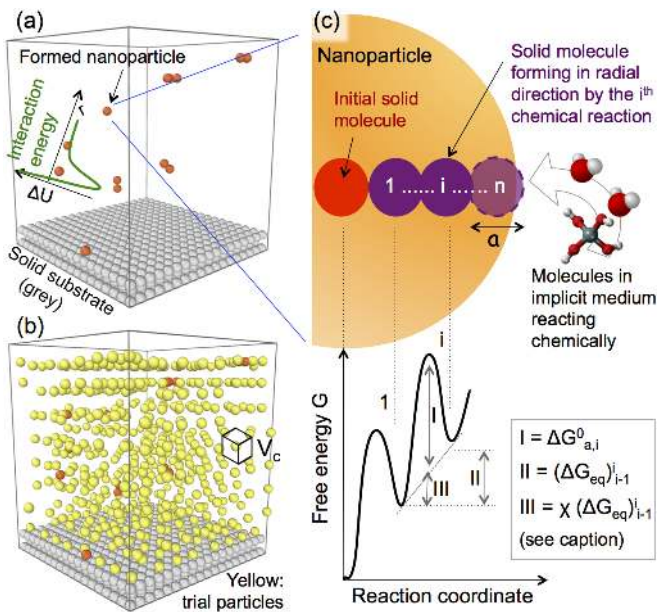 (a)
Formed nanoparticle
Interaction
energy
r
ΔU
Solid substrate
(grey)
(b)
V_c
Yellow:
trial particles
(c)
Nanoparticle
Solid molecule
forming in radial
direction by the i^th
chemical reaction
Initial solid
molecule
1 ...... i ...... n
a
Molecules in
implicit medium
reacting
chemically
Free energy G
1
i
I
II
III
Reaction coordinate
I = ΔG^0_a,i
II = (ΔG_eq)^i_i-1
III = χ (ΔG_eq)^i_i-1
(see caption)